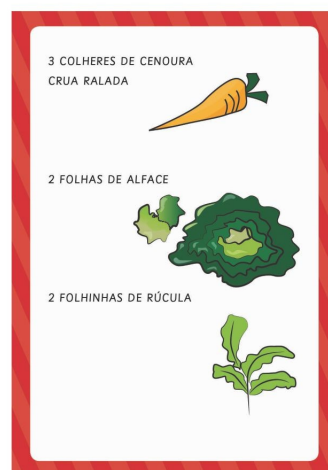 3 COLHERES DE CENOURA
CRUA RALADA
2 FOLHAS DE ALFACE
2 FOLHINHAS DE RÚCULA